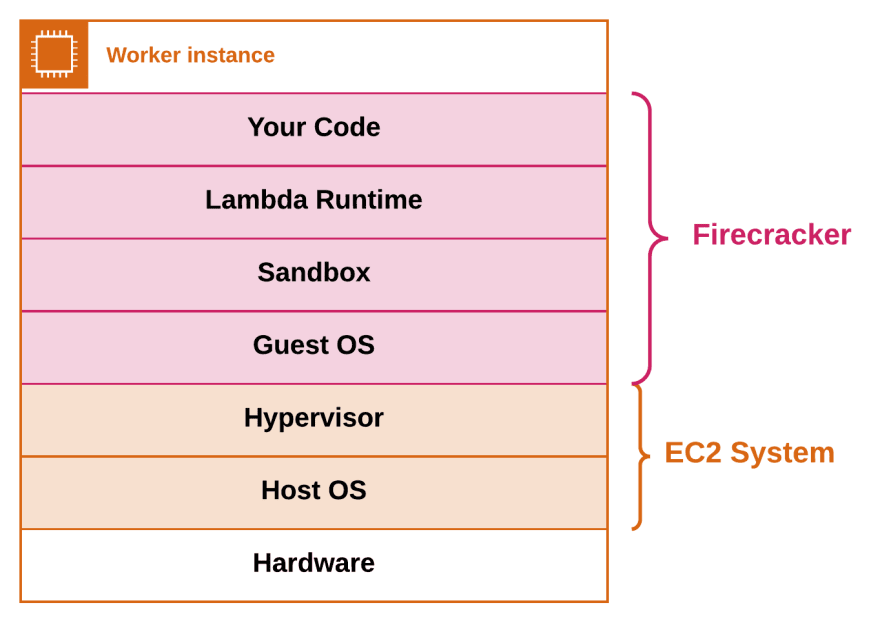 Worker instance
Your Code
Lambda Runtime
Sandbox
Guest OS
Hypervisor
Host OS
Hardware
Firecracker
EC2 System